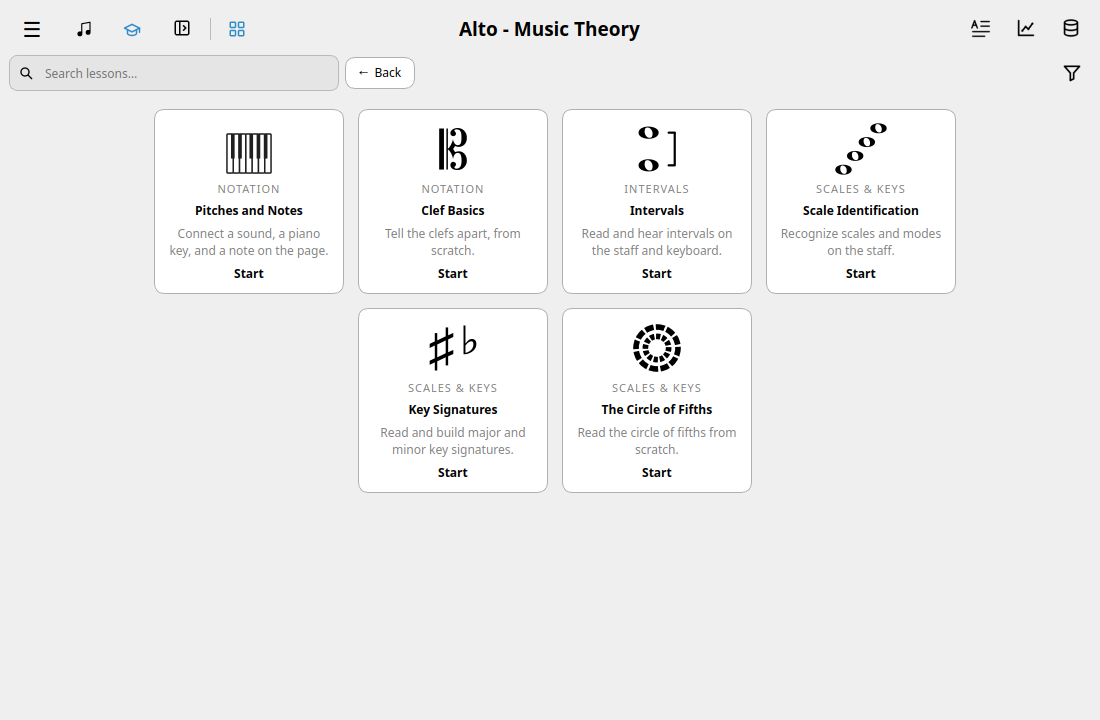 Alto - Music Theory
Search lessons...
← Back
NOTATION
Pitches and Notes
Connect a sound, a piano
key, and a note on the page.
Start
NOTATION
Clef Basics
Tell the clefs apart, from
scratch.
Start
INTERVALS
Intervals
Read and hear intervals on
the staff and keyboard.
Start
SCALES & KEYS
Scale Identification
Recognize scales and modes
on the staff.
Start
SCALES & KEYS
Key Signatures
Read and build major and
minor key signatures.
Start
SCALES & KEYS
The Circle of Fifths
Read the circle of fifths from
scratch.
Start